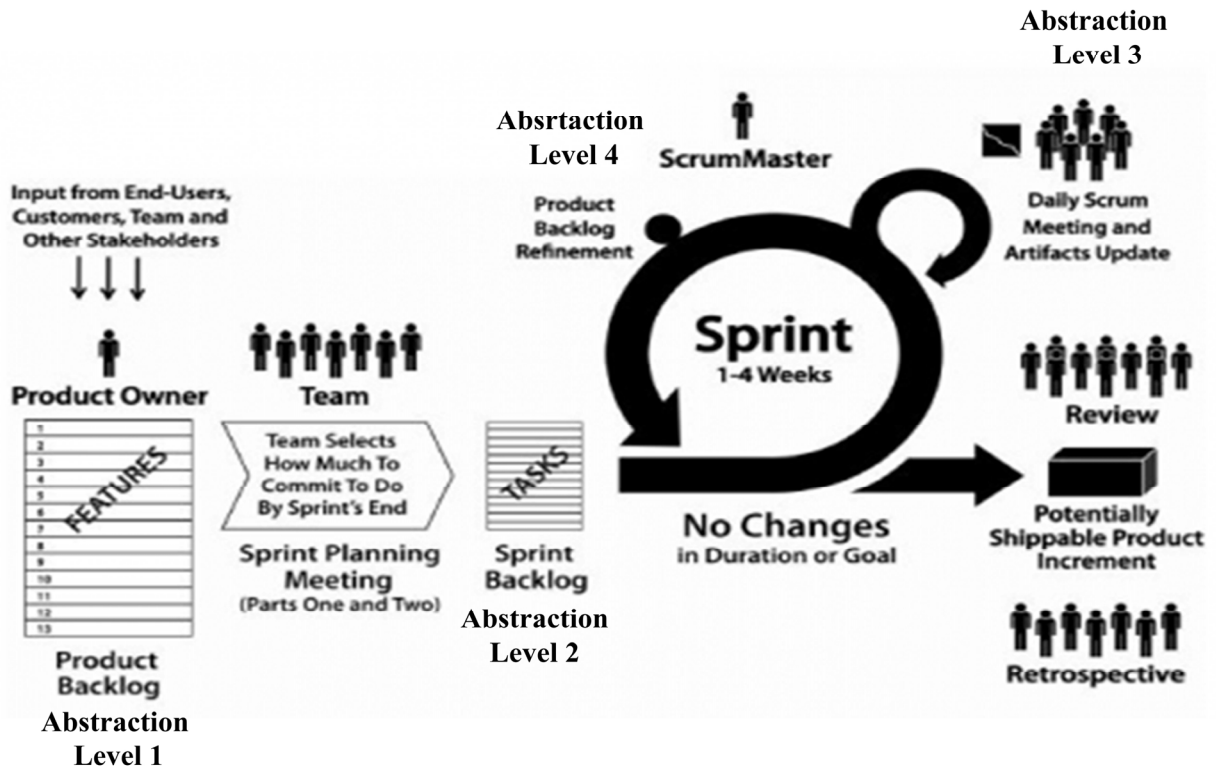 Abstraction
Level 3
Absrtaction
Level 4
ScrumMaster
Input from End-Users,
Customers, Team and
Other Stakeholders
Product
Backlog
Refinement
Daily Scrum
Meeting and
Artifacts Update
Sprint
1-4 Weeks
Product Owner
Team
Review
1
2
3
4
5
6
7
8
9
10
11
12
13
FEATURES
Team Selects
How Much To
Commit To Do
By Sprint's End
TASKS
No Changes
in Duration or Goal
Potentially
Shippable Product
Increment
Sprint Planning
Meeting
(Parts One and Two)
Sprint
Backlog
Abstraction
Level 2
Product
Backlog
Retrospective
Abstraction
Level 1